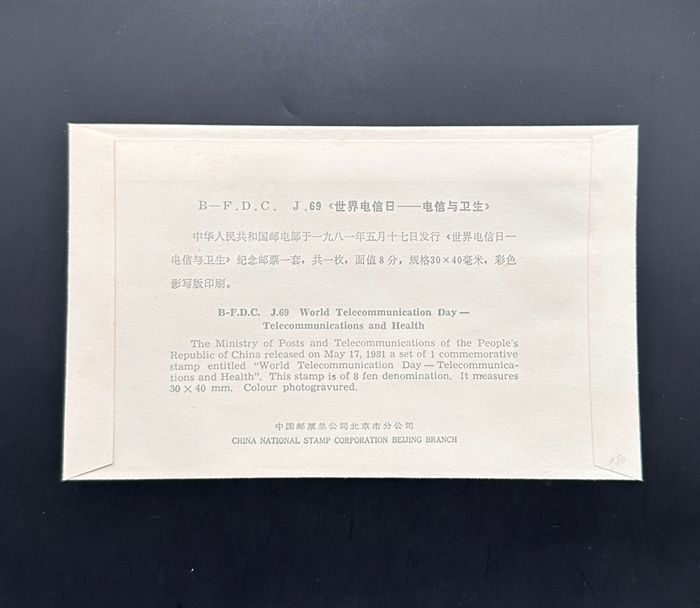 B—F.D.C. J.69《世界电信日——电信与卫生》
中华人民共和国邮电部于一九八一年五月十七日发行《世界电信日—
电信与卫生》纪念邮票一套，共一枚，面值8分，规格30×40毫米，彩色
影写版印刷。
B-F.D.C. J.69 World Telecommunication Day—
Telecommunications and Health
The Ministry of Posts and Telecommunications of the People's
Republic of China released on May 17, 1981 a set of 1 commemorative
stamp entitled "World Telecommunication Day—Telecommunica-
tions and Health". This stamp is of 8 fen denomination. It measures
30 × 40 mm. Colour photogravured.
中国邮票总公司北京市分公司
CHINA NATIONAL STAMP CORPORATION BEIJING BRANCH